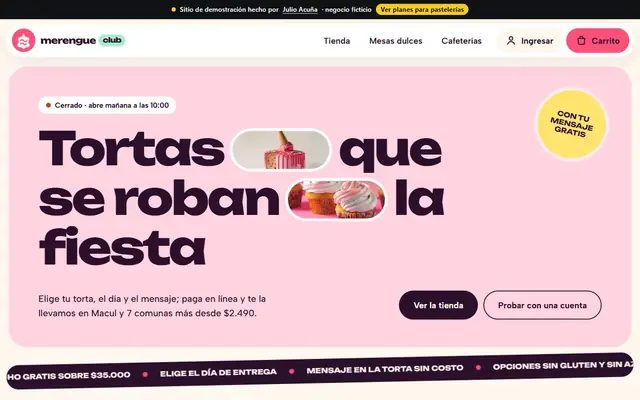 Sitio de demostración hecho por Julio Acuña · negocio ficticio Ver planes para pastelerías
merengue club Tienda Mesas dulces Cafeterías Ingresar Carrito
Cerrado · abre mañana a las 10:00
CON TU
MENSAJE
GRATIS
Tortas que
se roban la
fiesta
Elige tu torta, el día y el mensaje; paga en línea y te la
llevamos en Macul y 7 comunas más desde $2.490.
Ver la tienda Probar con una cuenta
GRATIS SOBRE $35.000 ELIGE EL DÍA DE ENTREGA MENSAJE EN LA TORTA SIN COSTO OPCIONES SIN GLUTEN Y SIN